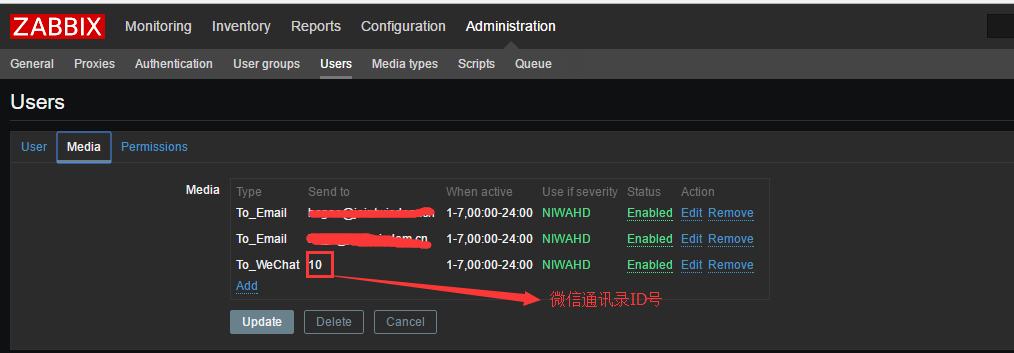 ZABBIX Monitoring Inventory Reports Configuration Administration
General Proxies Authentication User groups Users Media types Scripts Queue
Users
User Media Permissions
Media Type Send to When active Use if severity Status Action
To_Email 1-7,00:00-24:00 NIWAHD Enabled Edit Remove
To_Email 1-7,00:00-24:00 NIWAHD Enabled Edit Remove
To_WeChat 10 1-7,00:00-24:00 NIWAHD Enabled Edit Remove
Add
微信通讯录ID号
Update Delete Cancel